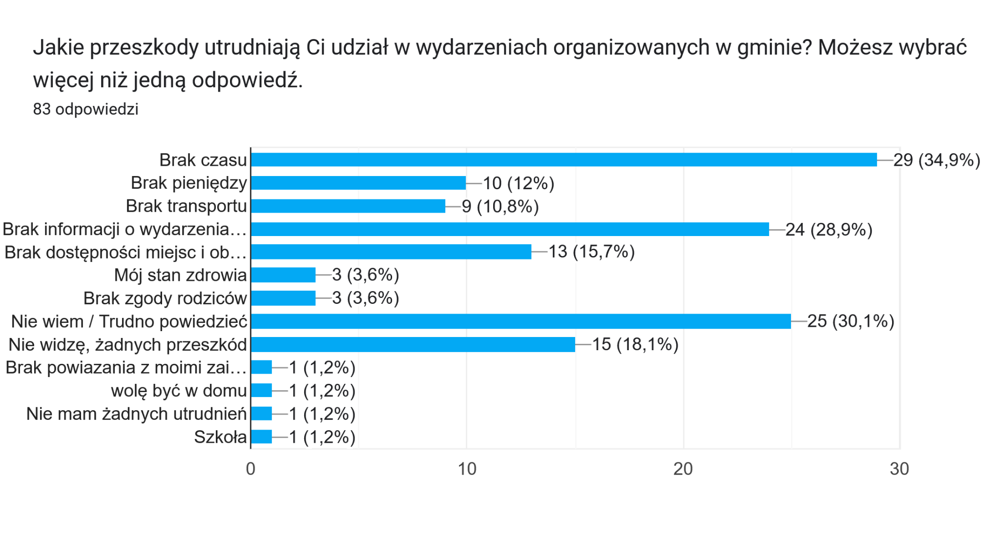 Jakie przeszkody utrudniają Ci udział w wydarzeniach organizowanych w gminie? Możesz wybrać
więcej niż jedną odpowiedź.
83 odpowiedzi
Brak czasu 29 (34,9%)
Brak pieniędzy 10 (12%)
Brak transportu 9 (10,8%)
Brak informacji o wydarzenia… 24 (28,9%)
Brak dostępności miejsc i ob… 13 (15,7%)
Mój stan zdrowia 3 (3,6%)
Brak zgody rodziców 3 (3,6%)
Nie wiem / Trudno powiedzieć 25 (30,1%)
Nie widzę, żadnych przeszkód 15 (18,1%)
Brak powiazania z moimi zai… 1 (1,2%)
wolę być w domu 1 (1,2%)
Nie mam żadnych utrudnień 1 (1,2%)
Szkoła 1 (1,2%)
0 10 20 30